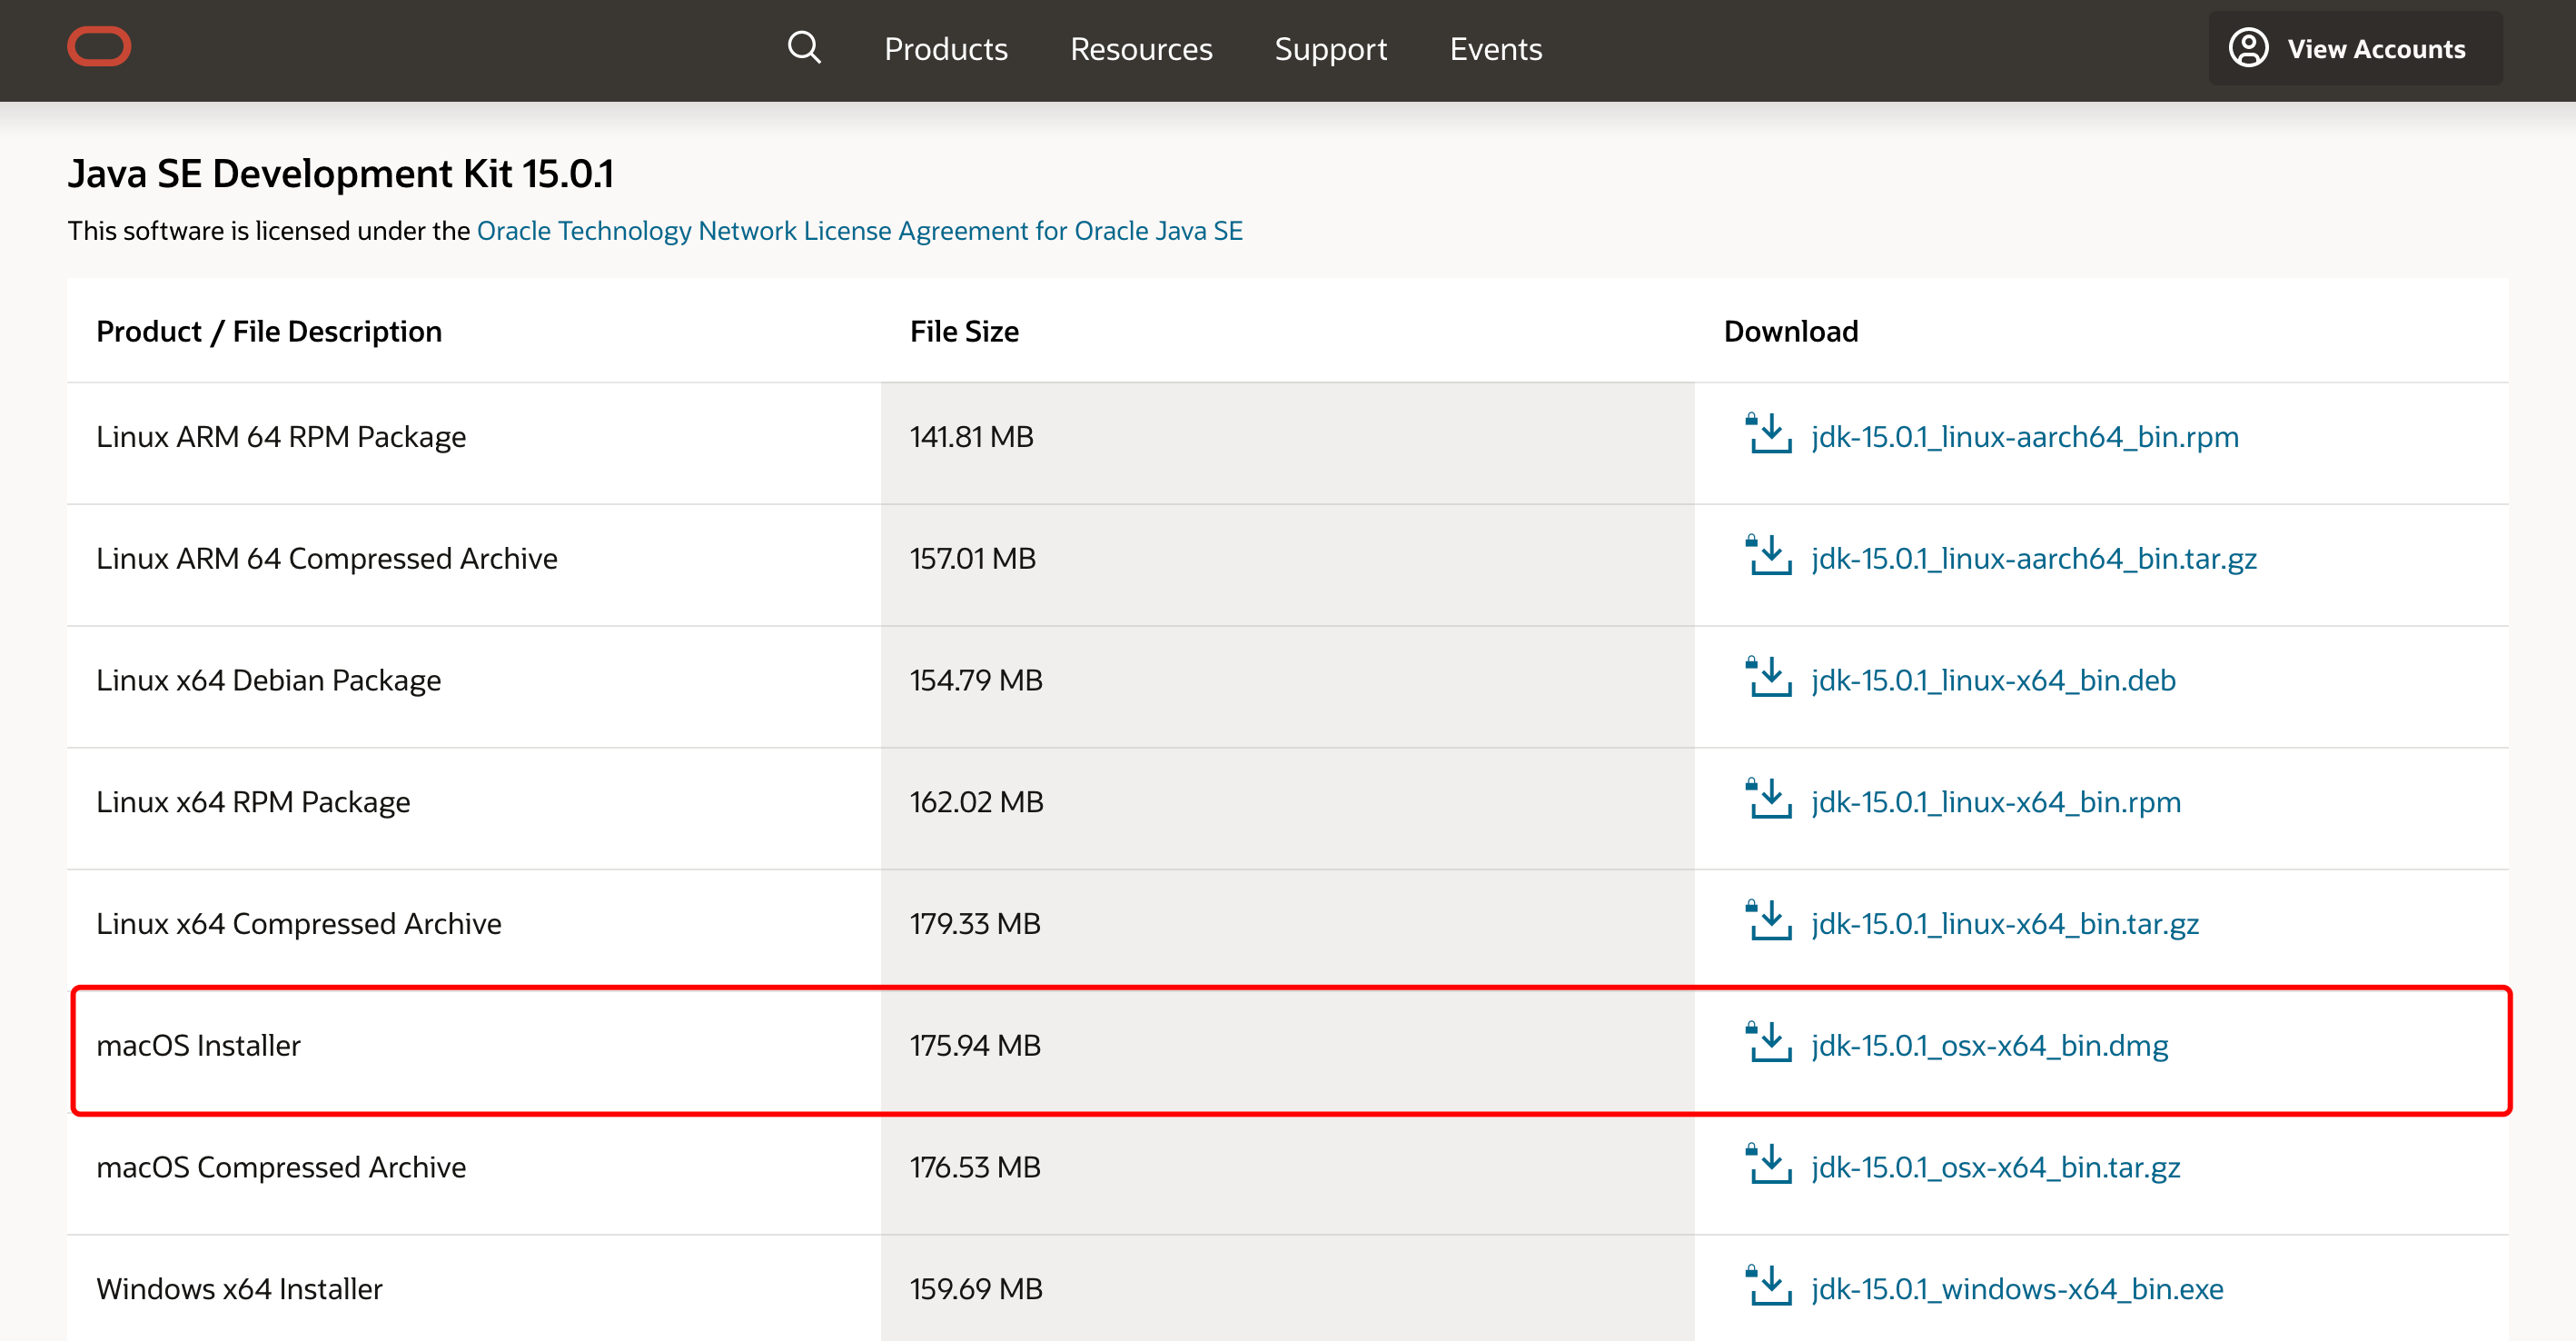 Products Resources Support Events View Accounts
Java SE Development Kit 15.0.1
This software is licensed under the Oracle Technology Network License Agreement for Oracle Java SE
Product / File Description File Size Download
Linux ARM 64 RPM Package 141.81 MB jdk-15.0.1_linux-aarch64_bin.rpm
Linux ARM 64 Compressed Archive 157.01 MB jdk-15.0.1_linux-aarch64_bin.tar.gz
Linux x64 Debian Package 154.79 MB jdk-15.0.1_linux-x64_bin.deb
Linux x64 RPM Package 162.02 MB jdk-15.0.1_linux-x64_bin.rpm
Linux x64 Compressed Archive 179.33 MB jdk-15.0.1_linux-x64_bin.tar.gz
macOS Installer 175.94 MB jdk-15.0.1_osx-x64_bin.dmg
macOS Compressed Archive 176.53 MB jdk-15.0.1_osx-x64_bin.tar.gz
Windows x64 Installer 159.69 MB jdk-15.0.1_windows-x64_bin.exe